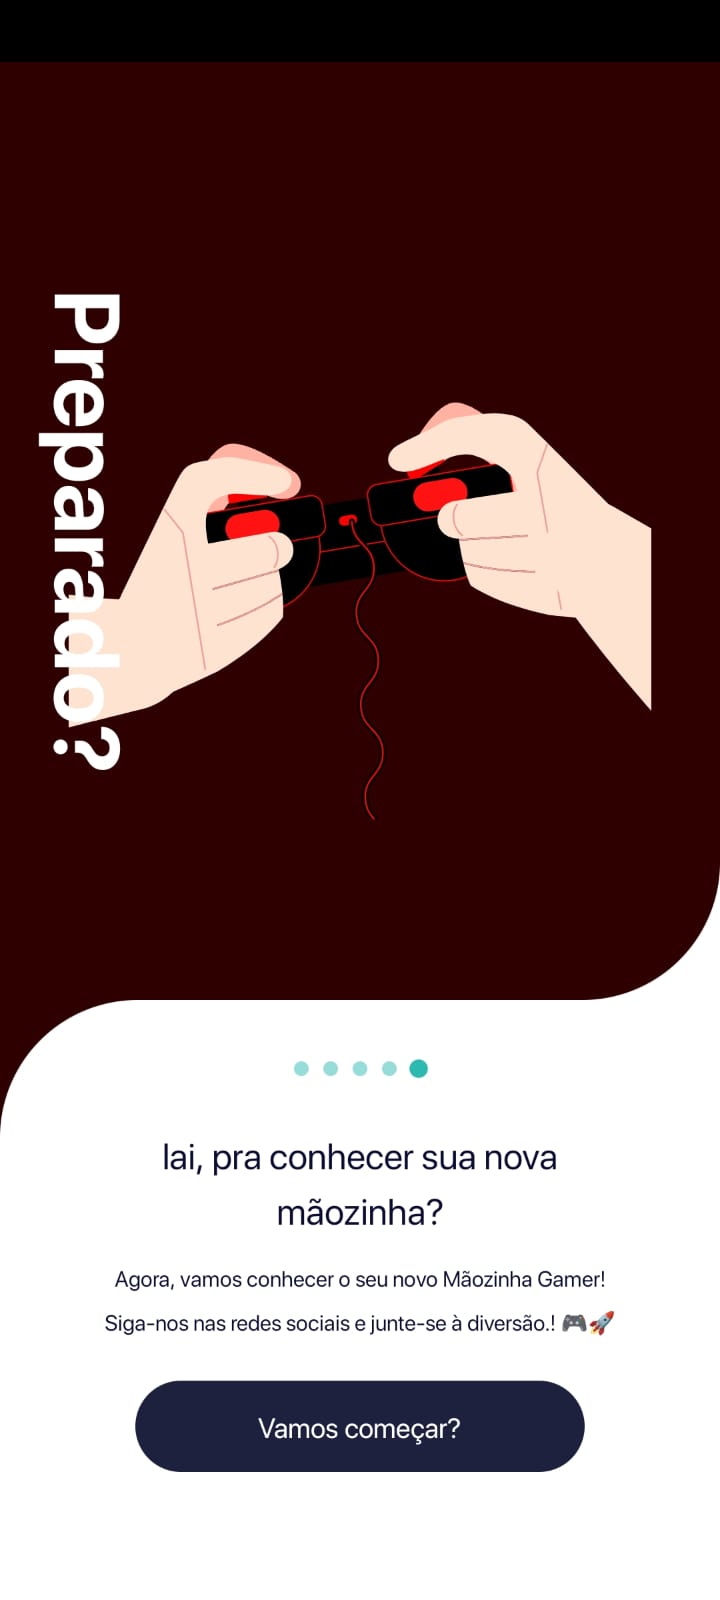 Preparado?
Iai, pra conhecer sua nova
mãozinha?
Agora, vamos conhecer o seu novo Mãozinha Gamer!
Siga-nos nas redes sociais e junte-se à diversão.! 🎮🚀
Vamos começar?